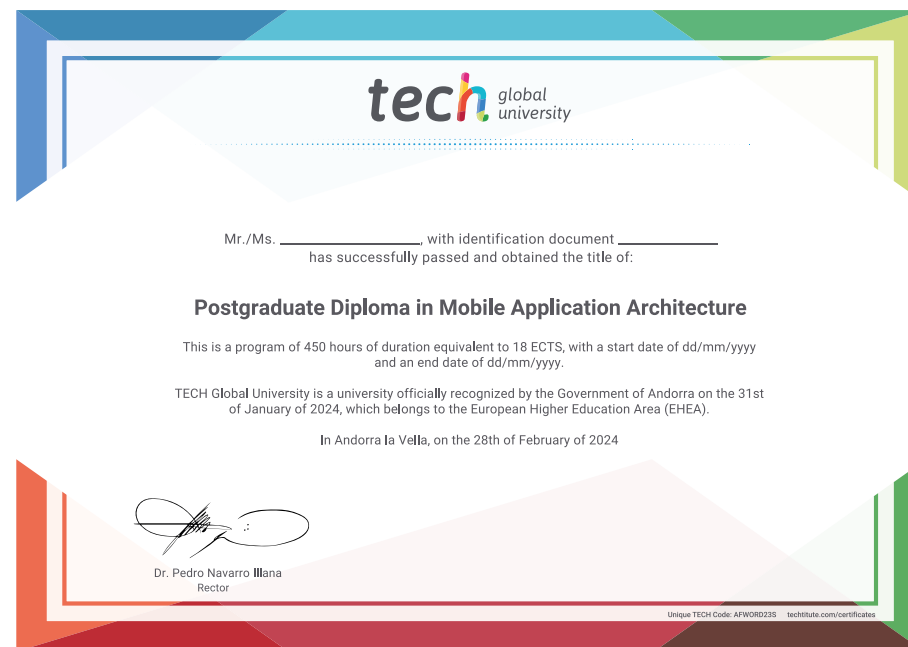 tech global university
Mr./Ms. ____________, with identification document ____________
has successfully passed and obtained the title of:
Postgraduate Diploma in Mobile Application Architecture
This is a program of 450 hours of duration equivalent to 18 ECTS, with a start date of dd/mm/yyyy
and an end date of dd/mm/yyyy.
TECH Global University is a university officially recognized by the Government of Andorra on the 31st
of January of 2024, which belongs to the European Higher Education Area (EHEA).
In Andorra la Vella, on the 28th of February of 2024
Dr. Pedro Navarro Illana
Rector
Unique TECH Code: AFWORD23S techtitute.com/certificates